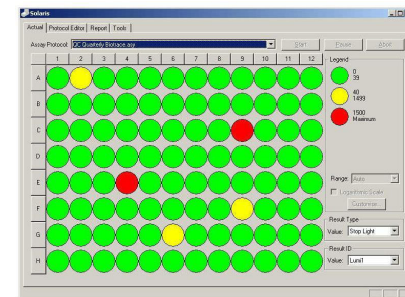 Solaris
Actual Protocol Editor Report Tools
Assay Protocol: QC Quarterly Biotrace.asy Start Pause Abort
1 2 3 4 5 6 7 8 9 10 11 12
A
B
C
D
E
F
G
H
Legend
0
39
40
1499
1500
Maximum
Range: Auto
Logarithmic Scale
Customise...
Result Type
Value: Stop Light
Result ID
Value: Lumi1